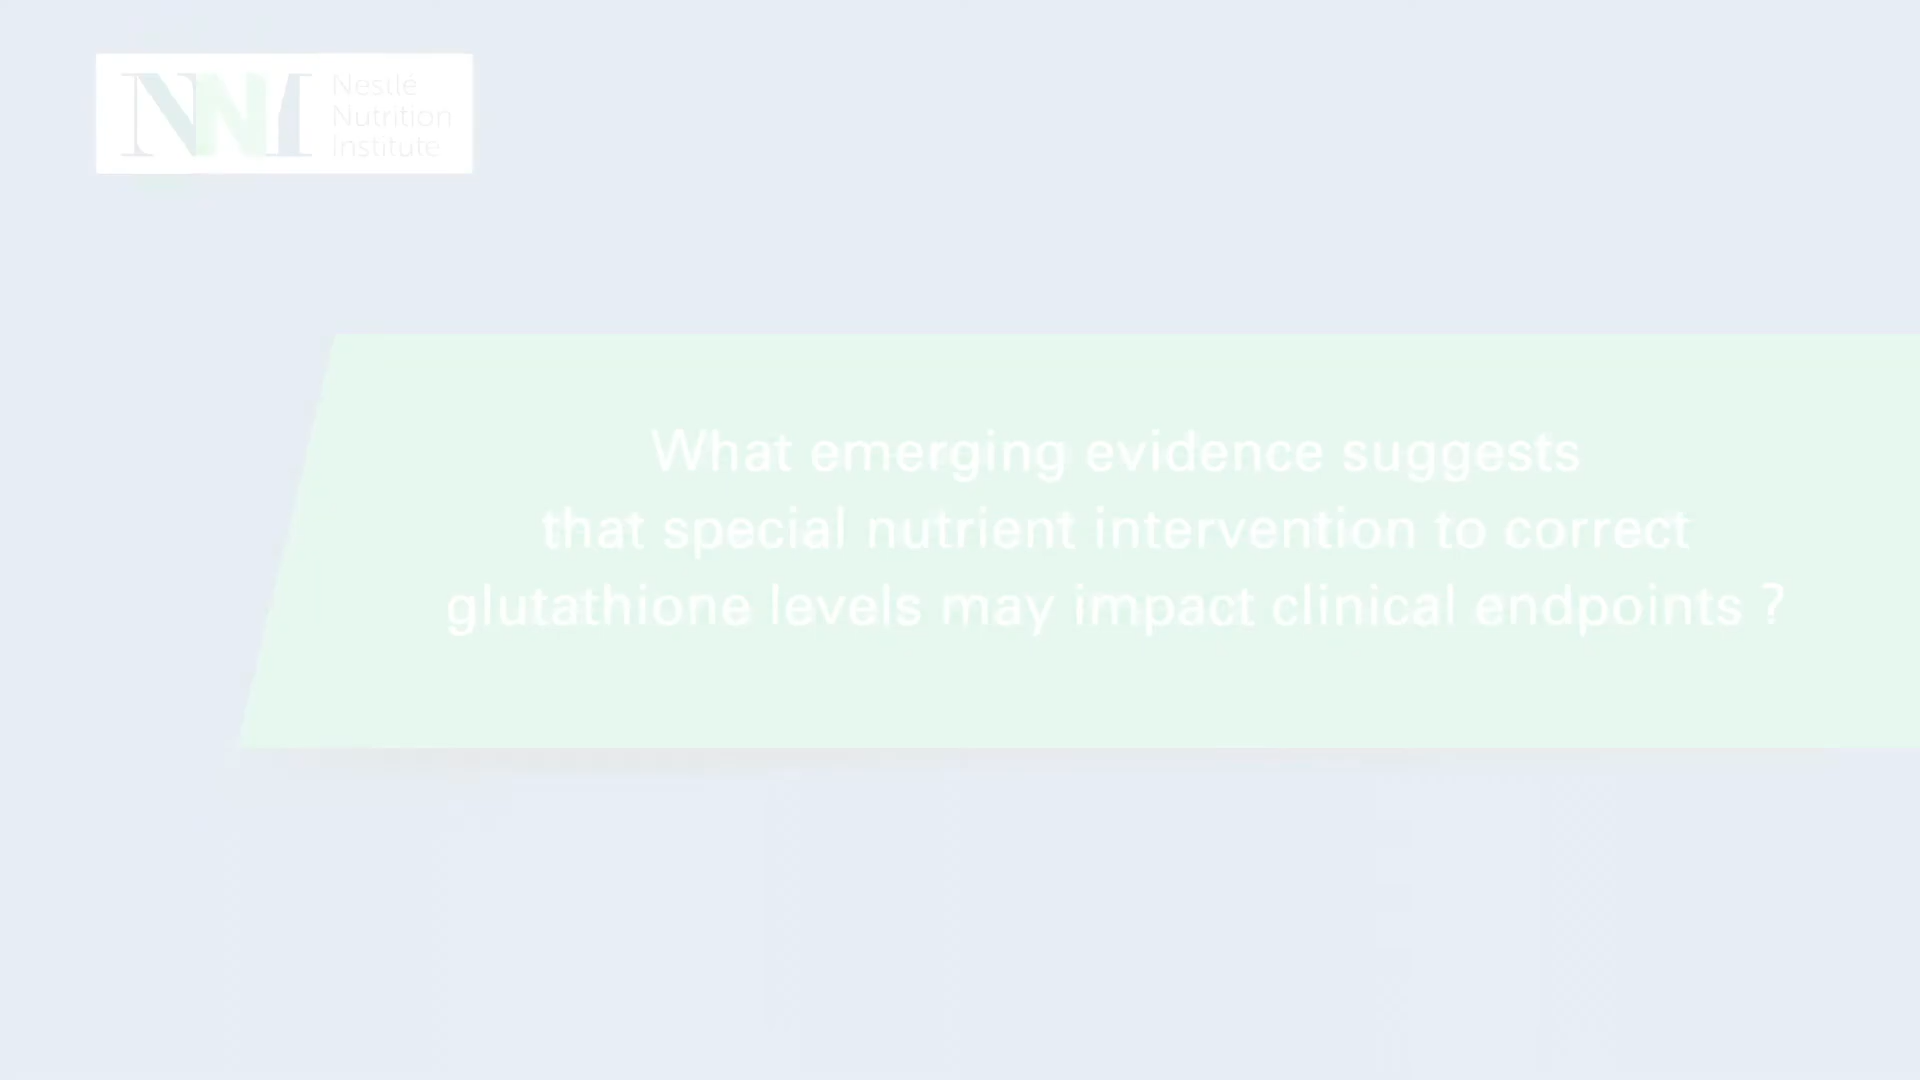 NNI
Nestlé
Nutrition
Institute
What emerging evidence suggests
that special nutrient intervention to correct
glutathione levels may impact clinical endpoints ?